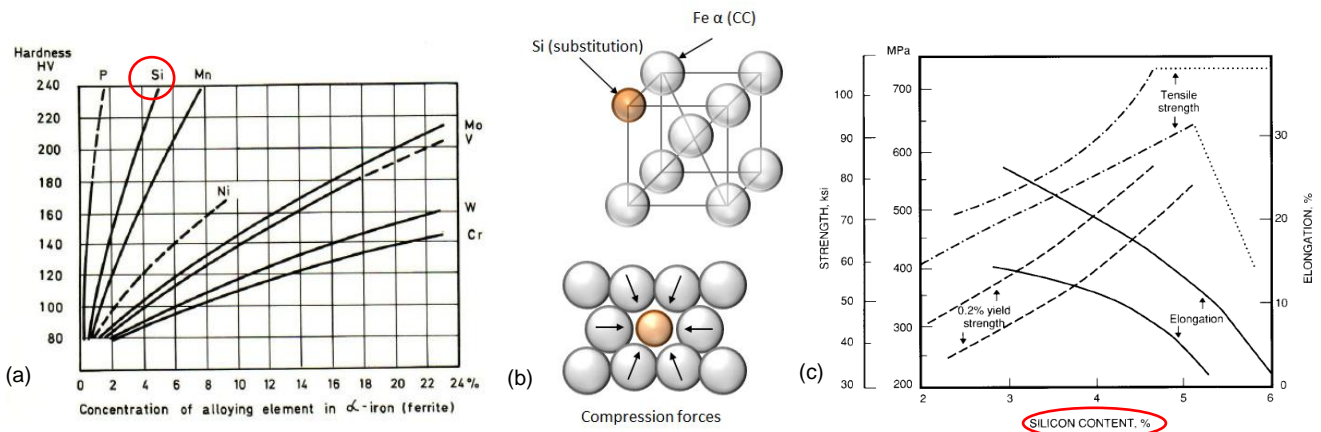 Hardness
HV
240
220
200
180
160
140
120
100
80
P
Si
Mn
Mo
V
Ni
W
Cr
0 2 4 6 8 10 12 14 16 18 20 22 24 %
Concentration of alloying element in α-iron (ferrite)
(a)
Fe α (CC)
Si (substitution)
Compression forces
(b)
STRENGTH, ksi
100
90
80
70
60
50
40
30
MPa
700
600
550
500
400
300
200
Tensile
strength
0.2% yield
strength
Elongation
30
20
10
0
ELONGATION, %
2 3 4 5 6
SILICON CONTENT, %
(c)